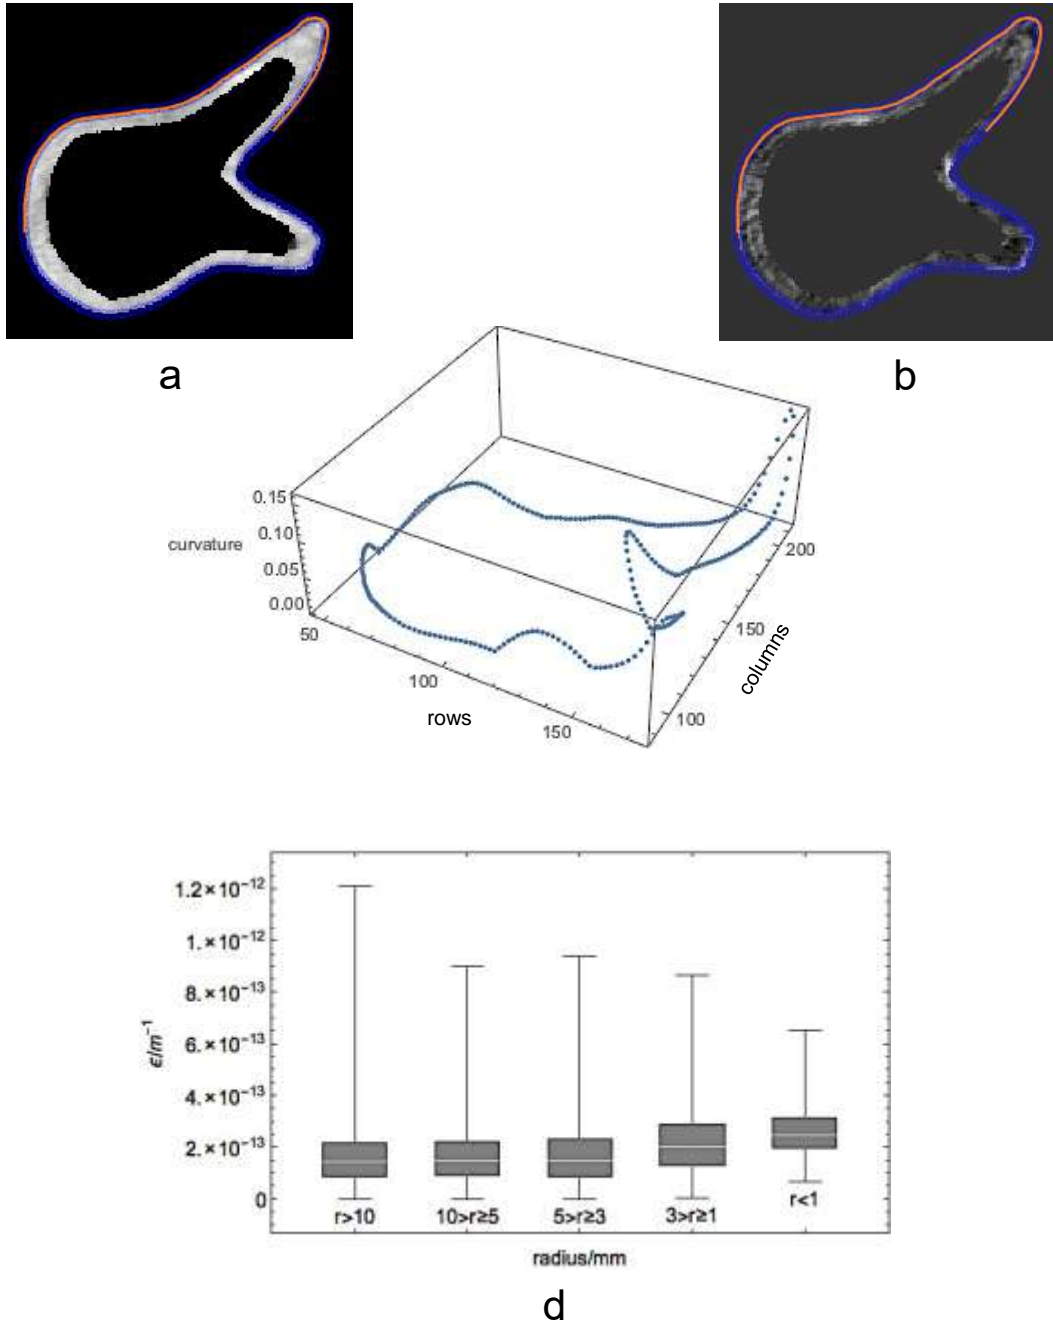 a
b
0.15
0.10
curvature
0.05
0.00
50
100
150
rows
200
150
columns
100
1.2×10⁻¹²
1.×10⁻¹²
8.×10⁻¹³
6.×10⁻¹³
4.×10⁻¹³
2.×10⁻¹³
0
ϵ/m⁻¹
r>10
10>r≥5
5>r≥3
3>r≥1
r<1
radius/mm
d